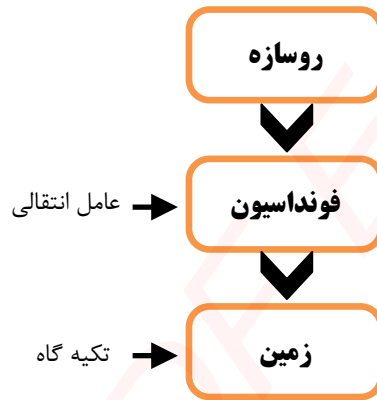 روسازه
فونداسیون
عامل انتقالی
زمین
تکیه گاه